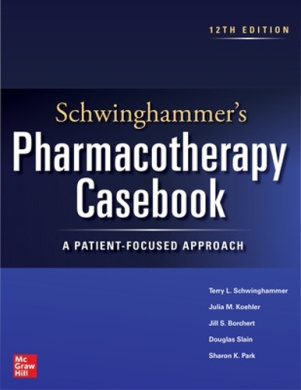 12TH EDITION
Schwinghammer's
Pharmacotherapy
Casebook
A PATIENT-FOCUSED APPROACH
Terry L. Schwinghammer
Julia M. Koehler
Jill S. Borchert
Douglas Slain
Sharon K. Park
Mc
Graw
Hill